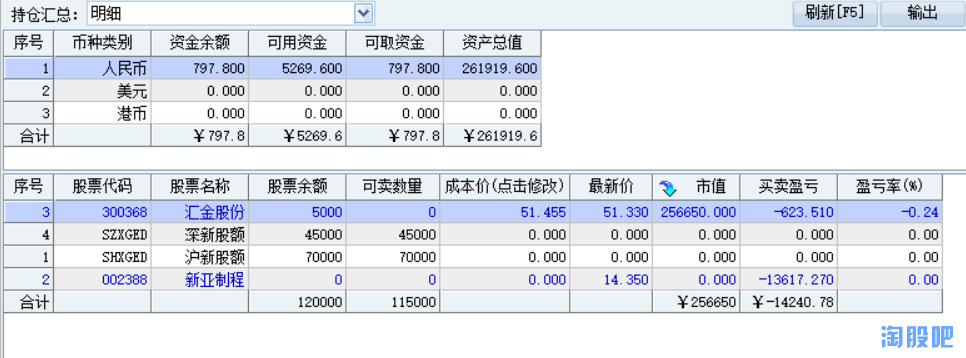 持仓汇总: 明细 刷新[F5] 输出
序号 币种类别 资金余额 可用资金 可取资金 资产总值
1 人民币 797.800 5269.600 797.800 261919.600
2 美元 0.000 0.000 0.000 0.000
3 港币 0.000 0.000 0.000 0.000
合计 ￥797.8 ￥5269.6 ￥797.8 ￥261919.6
序号 股票代码 股票名称 股票余额 可卖数量 成本价(点击修改) 最新价 市值 买卖盈亏 盈亏率(%)
3 300368 汇金股份 5000 0 51.455 51.330 256650.000 -623.510 -0.24
4 SZXGED 深新股额 45000 45000 0.000 0.000 0.000 0.000 0.00
1 SHXGED 沪新股额 70000 70000 0.000 0.000 0.000 0.000 0.00
2 002388 新亚制程 0 0 0.000 14.350 0.000 -13617.270 0.00
合计 120000 115000 ￥256650 ￥-14240.78
淘股吧